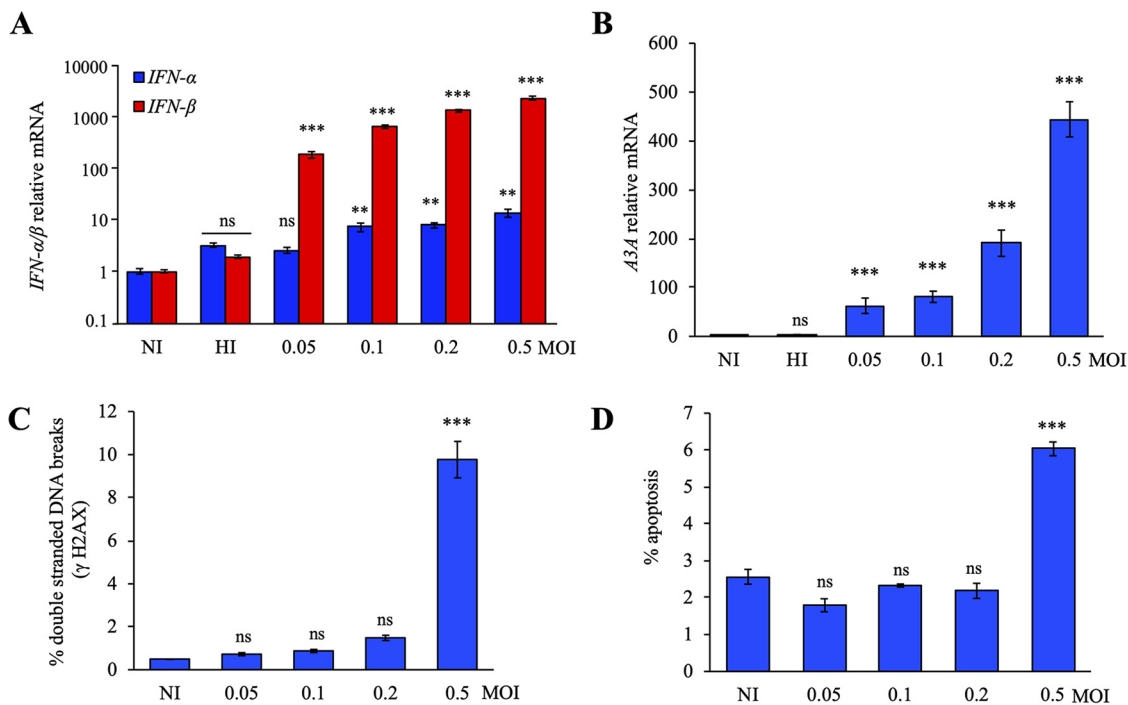 A
IFN-α/β relative mRNA
10000
1000
100
10
1
0.1
IFN-α
IFN-β
ns
ns
***
**
***
**
***
**
***
NI
HI
0.05
0.1
0.2
0.5 MOI
B
A3A relative mRNA
600
500
400
300
200
100
0
ns
***
***
***
***
NI
HI
0.05
0.1
0.2
0.5
MOI
C
% double stranded DNA breaks
(γ H2AX)
12
10
8
6
4
2
0
ns
ns
ns
***
NI
0.05
0.1
0.2
0.5
MOI
D
% apoptosis
7
6
5
4
3
2
1
0
ns
ns
ns
***
NI
0.05
0.1
0.2
0.5 MOI